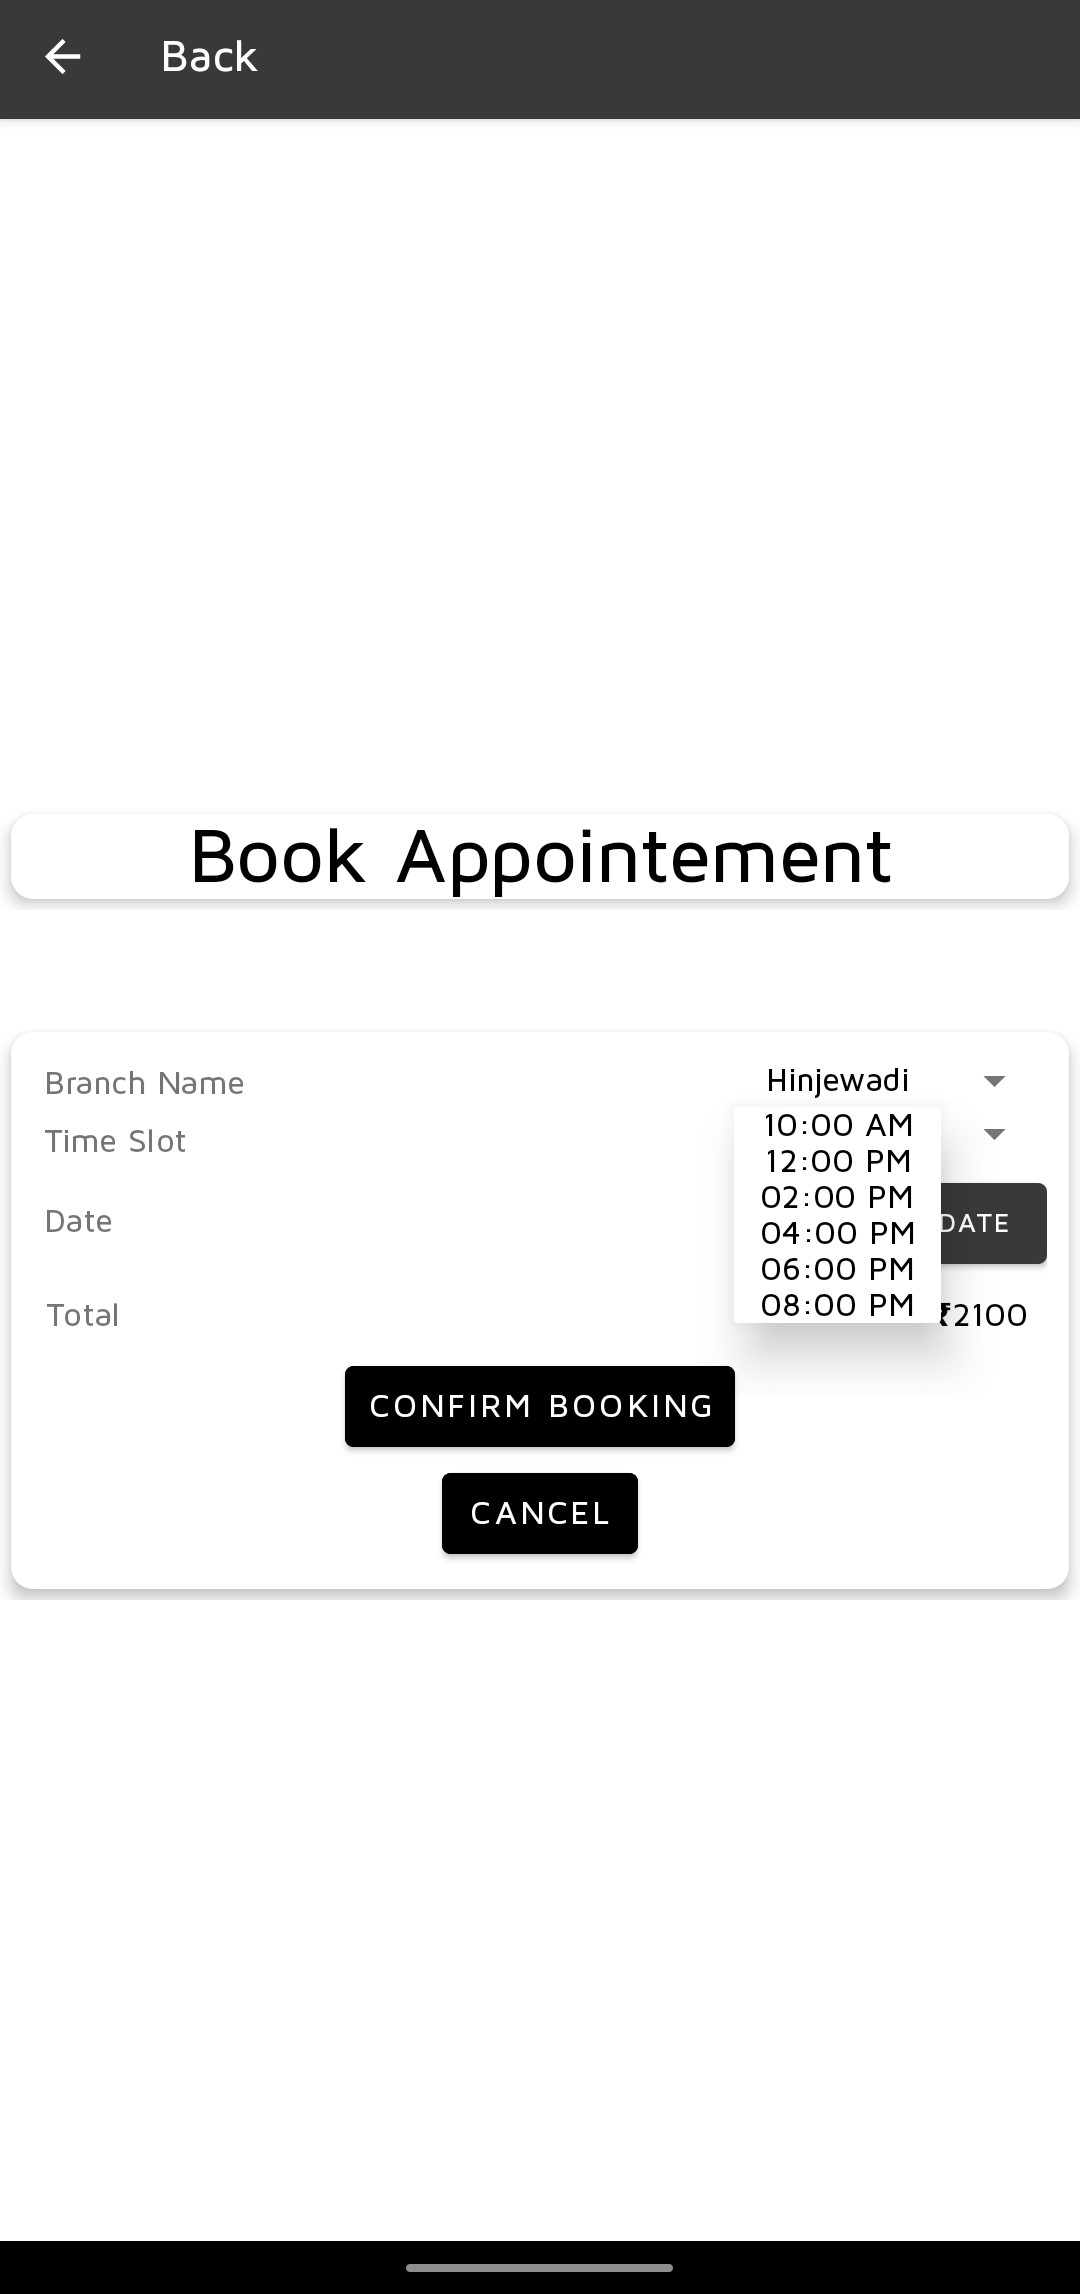 Back
Book Appointement
Branch Name Hinjewadi
Time Slot
10:00 AM
12:00 PM
02:00 PM
04:00 PM
06:00 PM
08:00 PM
Date DATE
Total ₹2100
CONFIRM BOOKING
CANCEL